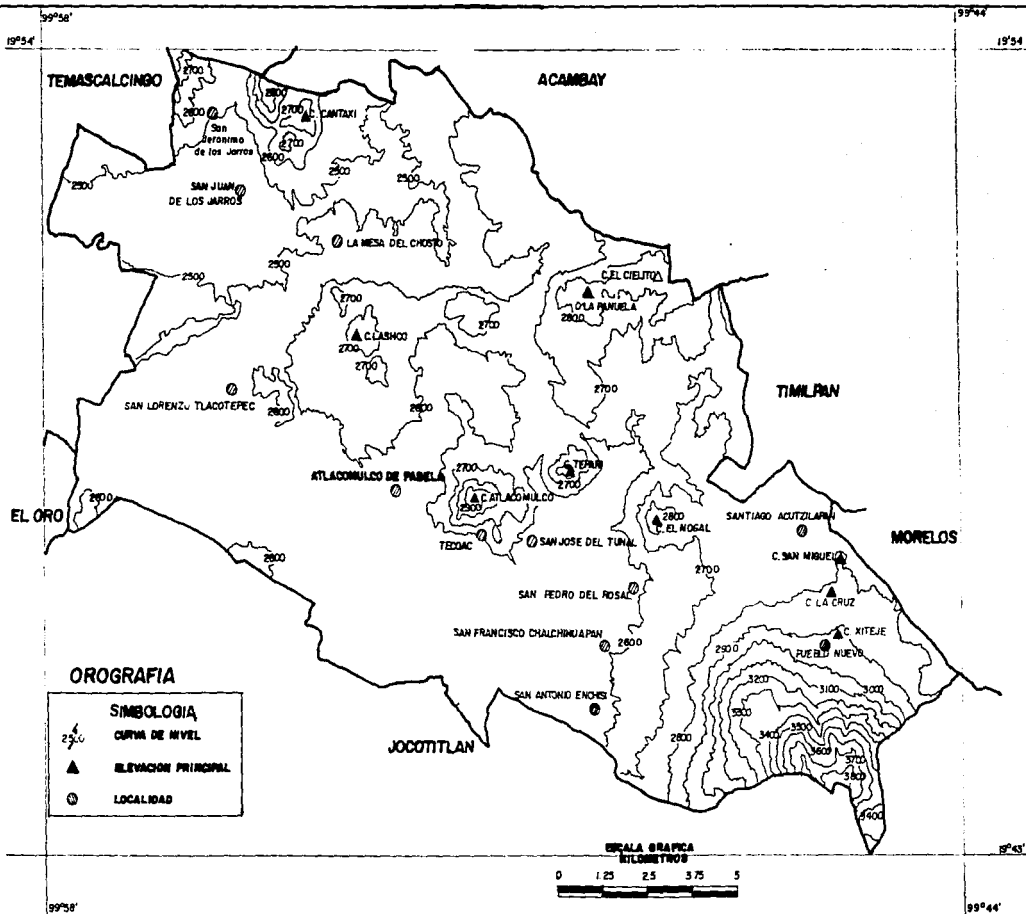 99°58'
99°44'
19°54'
19°54
TEMASCALCINGO
ACAMBAY
2700
2600
San
Jeronimo
de los Jarros
2600
2700
C. CANTAXI
2700
2600
2500
2500
2500
SAN JUAN
DE LOS JARROS
LA MESA DEL CHOSTO
2500
2500
C. EL CIELITO
C. LA PAÑUELA
2800
2700
C. LASHCO
2700
2700
2700
2700
TIMILPAN
SAN LORENZO TLACOTEPEC
2600
2600
ATLACOMULCO DE FABELA
2700
C. TEPARI
2700
C. ATLACOMULCO
2900
EL ORO
2600
2800
C. EL NOGAL
SANTIAGO ACUTZILAPAN
MORELOS
TECOAC
SAN JOSE DEL TUNAL
C. SAN MIGUEL
2600
2700
SAN PEDRO DEL ROSAL
C. LA CRUZ
SAN FRANCISCO CHALCHIHUAPAN
2600
2900
C. XITEJE
PUEBLO NUEVO
OROGRAFIA
SIMBOLOGIA
2500 CURVA DE NIVEL
ELEVACION PRINCIPAL
LOCALIDAD
3200
3100
3000
SAN ANTONIO ENCHISI
3300
3400
3500
3600
3700
3800
2800
JOCOTITLAN
3400
ESCALA GRAFICA
KILOMETROS
0 1.25 2.5 3.75 5
19°43'
99°58'
99°44'